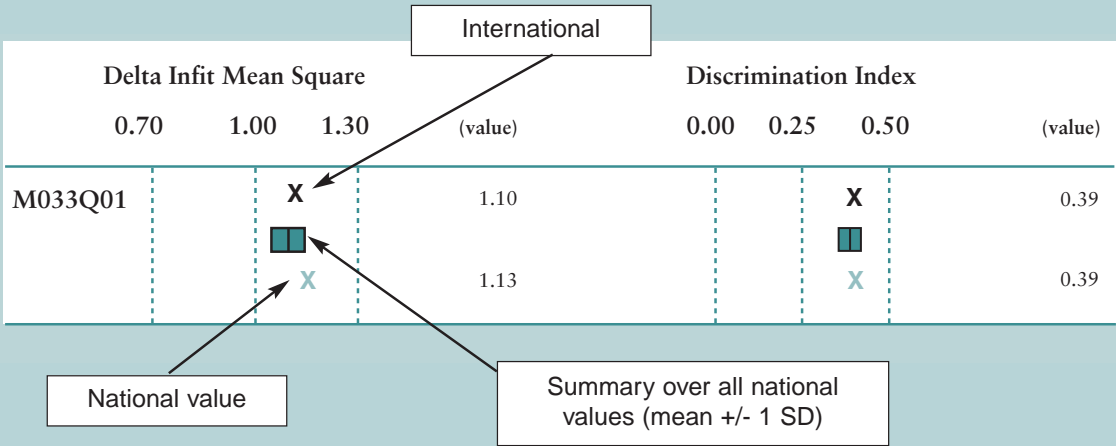 International
Delta Infit Mean Square Discrimination Index
0.70 1.00 1.30 (value) 0.00 0.25 0.50 (value)
M033Q01 X 1.10 X 0.39
X 1.13 X 0.39
National value
Summary over all national
values (mean +/- 1 SD)